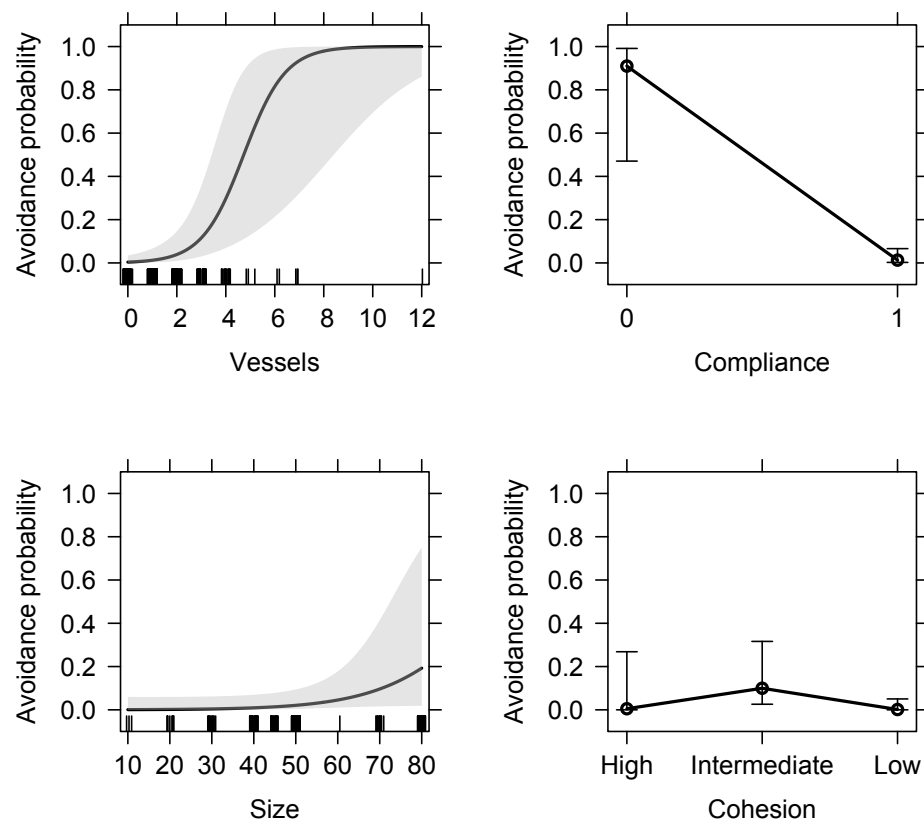 Avoidance probability
1.0
0.8
0.6
0.4
0.2
0.0
0 2 4 6 8 10 12
Vessels
Avoidance probability
1.0
0.8
0.6
0.4
0.2
0.0
0 1
Compliance
Avoidance probability
1.0
0.8
0.6
0.4
0.2
0.0
10 20 30 40 50 60 70 80
Size
Avoidance probability
1.0
0.8
0.6
0.4
0.2
0.0
High Intermediate Low
Cohesion